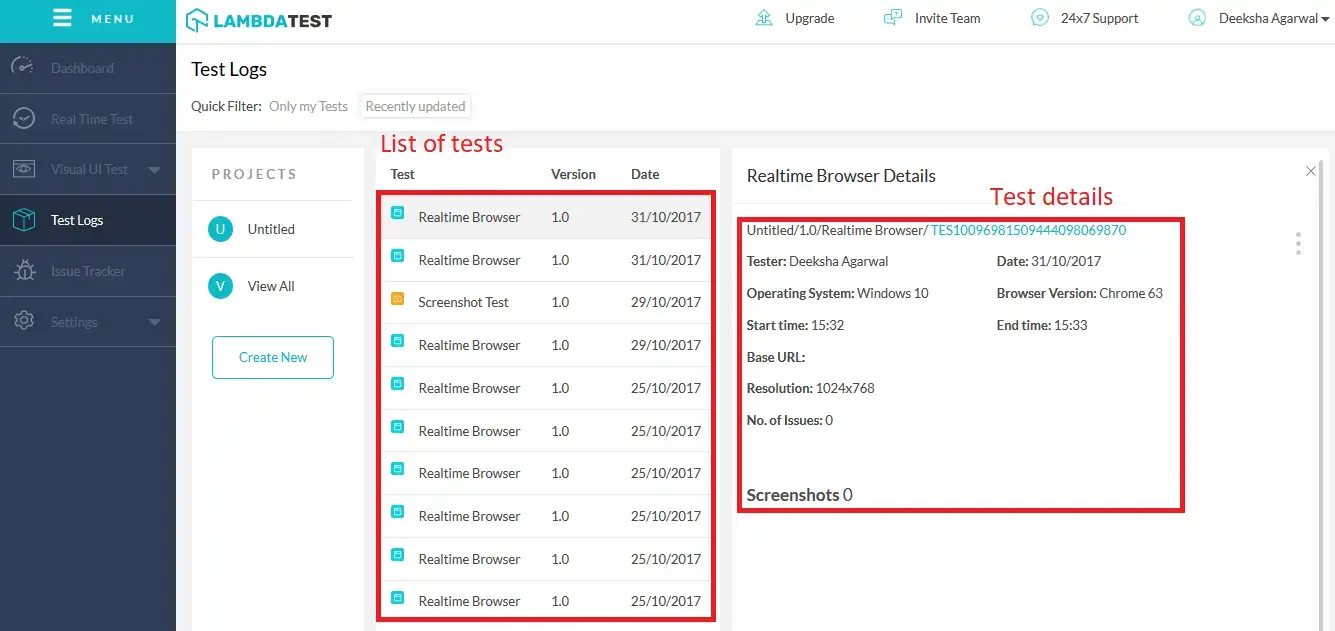 MENU
LAMBDATEST
Upgrade
Invite Team
24x7 Support
Deeksha Agarwal
Dashboard
Real Time Test
Visual UI Test
Test Logs
Issue Tracker
Settings
Test Logs
Quick Filter: Only my Tests Recently updated
PROJECTS
U Untitled
V View All
Create New
List of tests
Test Version Date
Realtime Browser 1.0 31/10/2017
Realtime Browser 1.0 31/10/2017
Screenshot Test 1.0 29/10/2017
Realtime Browser 1.0 29/10/2017
Realtime Browser 1.0 25/10/2017
Realtime Browser 1.0 25/10/2017
Realtime Browser 1.0 25/10/2017
Realtime Browser 1.0 25/10/2017
Realtime Browser 1.0 25/10/2017
Realtime Browser 1.0 25/10/2017
Realtime Browser Details
Test details
Untitled/1.0/Realtime Browser/ TES10096981509444098069870
Tester: Deeksha Agarwal Date: 31/10/2017
Operating System: Windows 10 Browser Version: Chrome 63
Start time: 15:32 End time: 15:33
Base URL:
Resolution: 1024x768
No. of Issues: 0
Screenshots 0